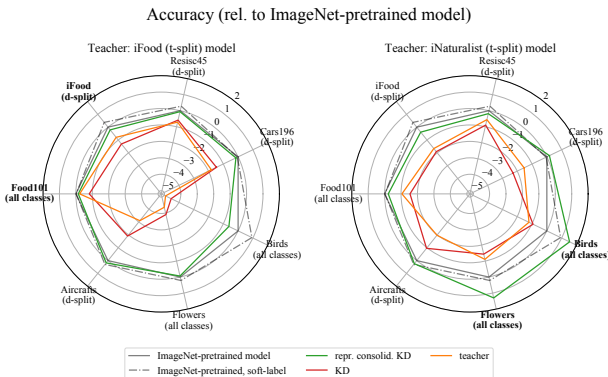 Accuracy (rel. to ImageNet-pretrained model)
Teacher: iFood (t-split) model
Resisc45
(d-split)
iFood
(d-split)
Cars196
(d-split)
Food101
(all classes)
Birds
(all classes)
Aircrafts
(d-split)
Flowers
(all classes)
2
1
0
−1
−2
−3
−4
−5
Teacher: iNaturalist (t-split) model
Resisc45
(d-split)
iFood
(d-split)
Cars196
(d-split)
Food101
(all classes)
Birds
(all classes)
Aircrafts
(d-split)
Flowers
(all classes)
2
1
0
−1
−2
−3
−4
−5
ImageNet-pretrained model
repr. consolid. KD
teacher
ImageNet-pretrained, soft-label
KD